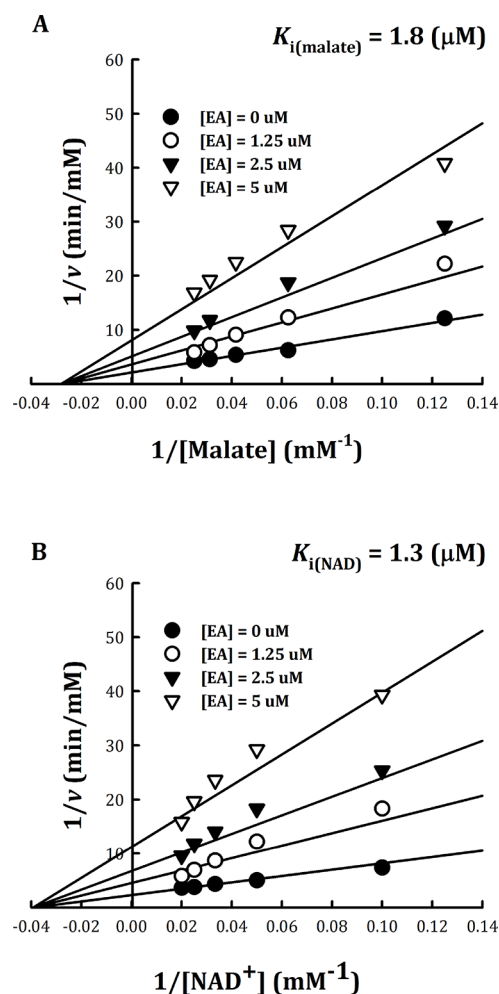 A
K_i(malate) = 1.8 (μM)
60
[EA] = 0 uM
50
[EA] = 1.25 uM
[EA] = 2.5 uM
40
[EA] = 5 uM
30
20
10
1/v (min/mM)
-0.04 -0.02 0.00 0.02 0.04 0.06 0.08 0.10 0.12 0.14
1/[Malate] (mM⁻¹)
B
K_i(NAD) = 1.3 (μM)
60
[EA] = 0 uM
50
[EA] = 1.25 uM
[EA] = 2.5 uM
40
[EA] = 5 uM
30
20
10
1/v (min/mM)
-0.04 -0.02 0.00 0.02 0.04 0.06 0.08 0.10 0.12 0.14
1/[NAD⁺] (mM⁻¹)